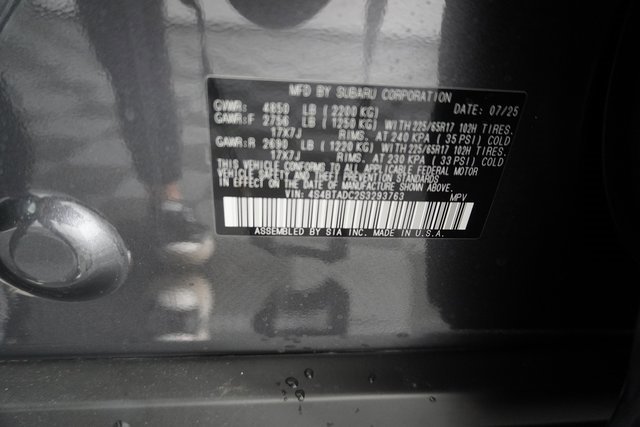 MFD BY SUBARU CORPORATION
GVWR: 4850 LB (2200 KG) DATE: 07/25
GAWR:F 2756 LB (1250 KG) WITH 225/65R17 102H TIRES.
17X7J RIMS. AT 240 KPA (35 PSI) COLD
GAWR:R 2690 LB (1220 KG) WITH 225/65R17 102H TIRES.
17X7J RIMS. AT 230 KPA (33 PSI) COLD
THIS VEHICLE CONFORMS TO ALL APPLICABLE FEDERAL MOTOR
VEHICLE SAFETY AND THEFT PREVENTION STANDARDS
IN EFFECT ON THE DATE OF MANUFACTURE SHOWN ABOVE.
VIN: 4S4BTADC2S3293763 MPV
ASSEMBLED BY SIA INC. MADE IN U.S.A.